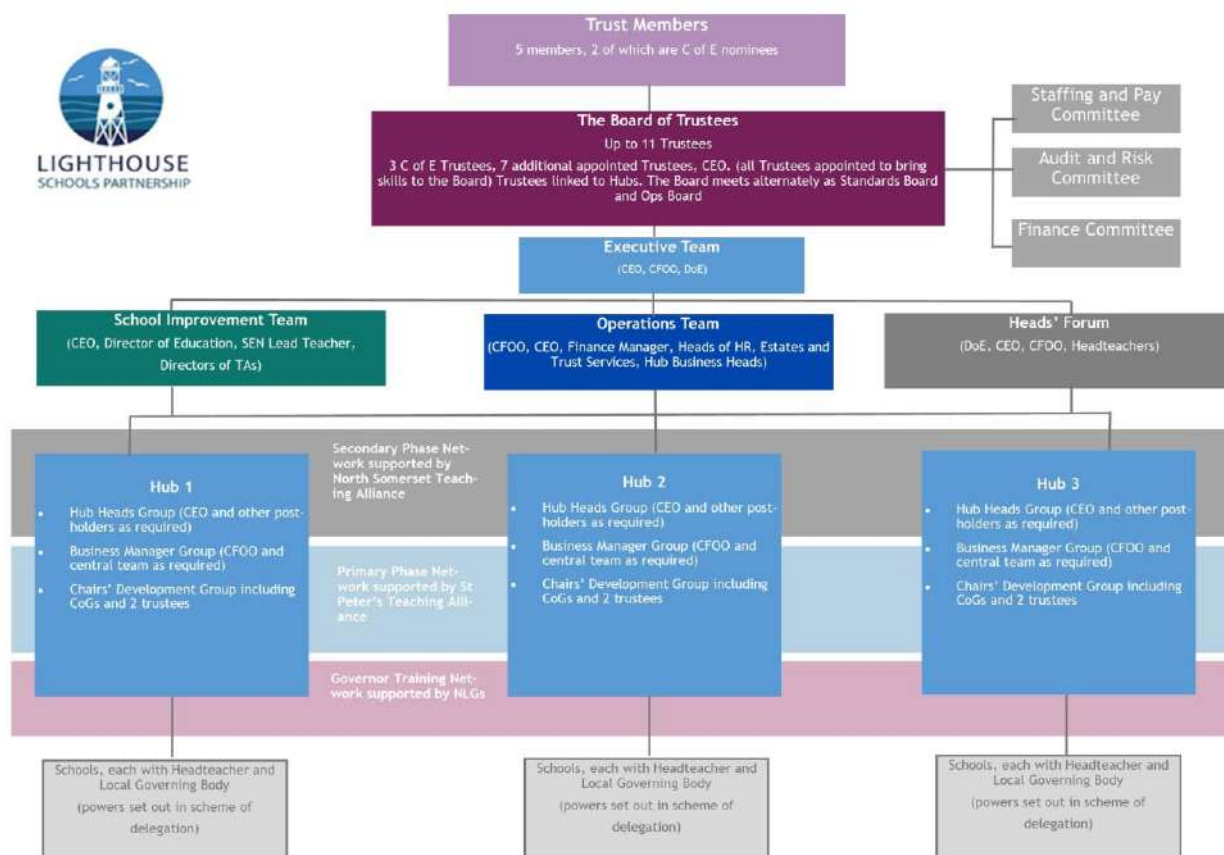 Trust Members
5 members, 2 of which are C of E nominees
LIGHTHOUSE
SCHOOLS PARTNERSHIP
The Board of Trustees
Up to 11 Trustees
3 C of E Trustees, 7 additional appointed Trustees, CEO. (all Trustees appointed to bring
skills to the Board) Trustees linked to Hubs. The Board meets alternately as Standards Board
and Ops Board
Staffing and Pay
Committee
Audit and Risk
Committee
Finance Committee
Executive Team
(CEO, CFOO, DoE)
School Improvement Team
(CEO, Director of Education, SEN Lead Teacher,
Directors of TAs)
Operations Team
(CFOO, CEO, Finance Manager, Heads of HR, Estates and
Trust Services, Hub Business Heads)
Heads' Forum
(DoE, CEO, CFOO, Headteachers)
Secondary Phase Net-
work supported by
North Somerset Teach-
ing Alliance
Primary Phase Net-
work supported by St
Peter's Teaching Alli-
ance
Governor Training Net-
work supported by NLGs
Hub 1
• Hub Heads Group (CEO and other post-
holders as required)
• Business Manager Group (CFOO and
central team as required)
• Chairs' Development Group including
CoGs and 2 trustees
Hub 2
• Hub Heads Group (CEO and other post-
holders as required)
• Business Manager Group (CFOO and
central team as required)
• Chairs' Development Group including
CoGs and 2 trustees
Hub 3
• Hub Heads Group (CEO and other post-
holders as required)
• Business Manager Group (CFOO and
central team as required)
• Chairs' Development Group including
CoGs and 2 trustees
Schools, each with Headteacher and
Local Governing Body
(powers set out in scheme of
delegation)
Schools, each with Headteacher and
Local Governing Body
(powers set out in scheme of
delegation)
Schools, each with Headteacher and
Local Governing Body
(powers set out in scheme of
delegation)